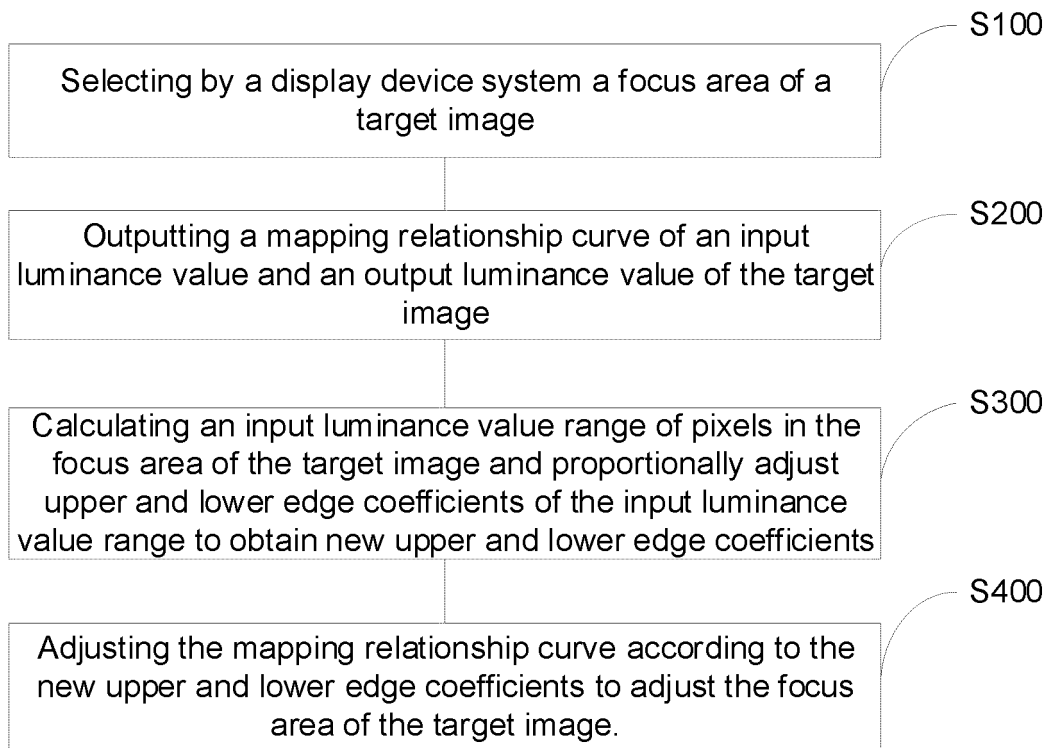 S100
Selecting by a display device system a focus area of a
target image
S200
Outputting a mapping relationship curve of an input
luminance value and an output luminance value of the target
image
S300
Calculating an input luminance value range of pixels in the
focus area of the target image and proportionally adjust
upper and lower edge coefficients of the input luminance
value range to obtain new upper and lower edge coefficients
S400
Adjusting the mapping relationship curve according to the
new upper and lower edge coefficients to adjust the focus
area of the target image.